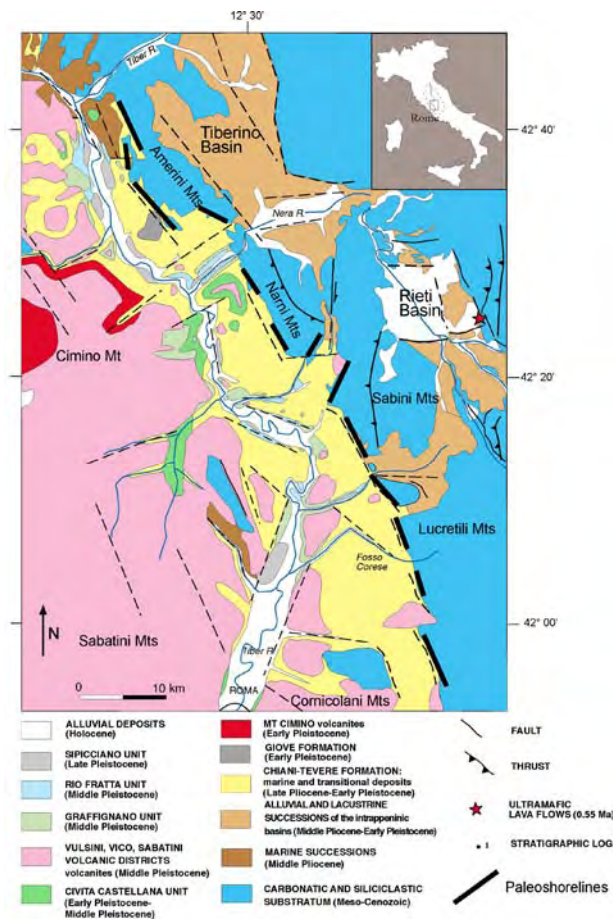 12° 30'
Tiber R.
Rome
Tiberino
Basin
42° 40'
Amerini Mts
Nera R.
Narni Mts
Rieti
Basin
Cimino Mt
42° 20'
Sabini Mts
Lucretili Mts
Fosso
Corese
N
Sabatini Mts
42° 00'
Tiber R.
0 10 km
ROMA
Cornicolani Mts
ALLUVIAL DEPOSITS
(Holocene)
SIPICCIANO UNIT
(Late Pleistocene)
RIO FRATTA UNIT
(Middle Pleistocene)
GRAFFIGNANO UNIT
(Middle Pleistocene)
VULSINI, VICO, SABATINI
VOLCANIC DISTRICTS
volcanites (Middle Pleistocene)
CIVITA CASTELLANA UNIT
(Early Pleistocene-
Middle Pleistocene)
MT CIMINO volcanites
(Early Pleistocene)
GIOVE FORMATION
(Early Pleistocene)
CHIANI-TEVERE FORMATION:
marine and transitional deposits
(Late Pliocene-Early Pleistocene)
ALLUVIAL AND LACUSTRINE
SUCCESSIONS of the intrappeninic
basins (Middle Pliocene-Early Pleistocene)
MARINE SUCCESSIONS
(Middle Pliocene)
CARBONATIC AND SILICICLASTIC
SUBSTRATUM (Meso-Cenozoic)
FAULT
THRUST
ULTRAMAFIC
LAVA FLOWS (0.55 Ma)
STRATIGRAPHIC LOG
Paleoshorelines